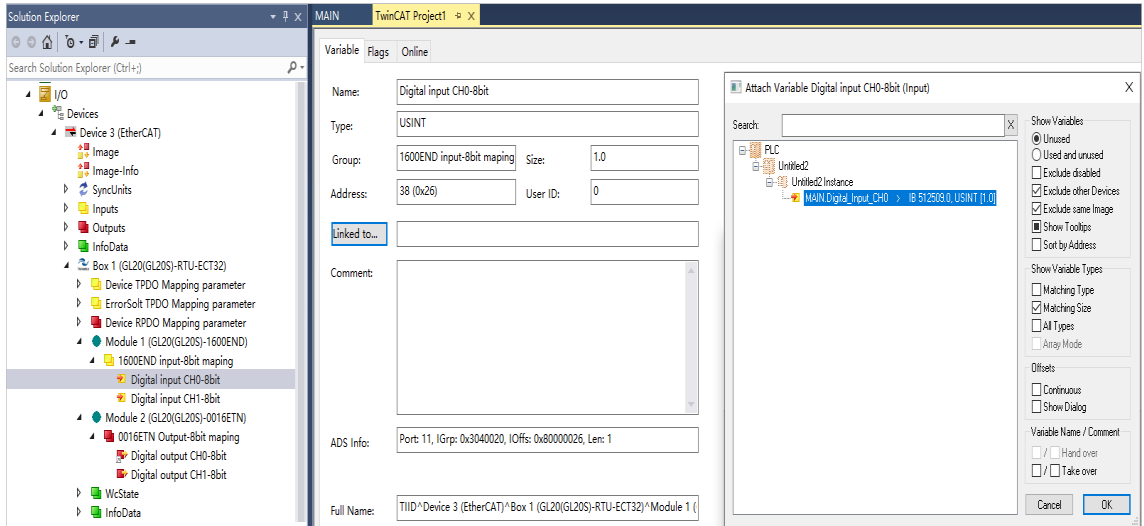 Solution Explorer
Search Solution Explorer (Ctrl+;)
I/O
Devices
Device 3 (EtherCAT)
Image
Image-Info
SyncUnits
Inputs
Outputs
InfoData
Box 1 (GL20(GL20S)-RTU-ECT32)
Device TPDO Mapping parameter
ErrorSolt TPDO Mapping parameter
Device RPDO Mapping parameter
Module 1 (GL20(GL20S)-1600END)
1600END input-8bit maping
Digital input CH0-8bit
Digital input CH1-8bit
Module 2 (GL20(GL20S)-0016ETN)
0016ETN Output-8bit maping
Digital output CH0-8bit
Digital output CH1-8bit
WcState
InfoData
MAIN
TwinCAT Project1
X
Variable
Flags
Online
Name:
Digital input CH0-8bit
Type:
USINT
Group:
1600END input-8bit maping
Size:
1.0
Address:
38 (0x26)
User ID:
0
Linked to...
Comment:
ADS Info:
Port: 11, IGrp: 0x3040020, IOffs: 0x80000026, Len: 1
Full Name:
TIID^Device 3 (EtherCAT)^Box 1 (GL20(GL20S)-RTU-ECT32)^Module 1 (
Attach Variable Digital input CH0-8bit (Input)
X
Search:
X
PLC
Untitled2
Untitled2 Instance
MAIN.Digital_Input_CH0 > IB 512509.0, USINT [1.0]
Show Variables
Unused
Used and unused
Exclude disabled
Exclude other Devices
Exclude same Image
Show Tooltips
Sort by Address
Show Variable Types
Matching Type
Matching Size
All Types
Array Mode
Offsets
Continuous
Show Dialog
Variable Name / Comment
/ Hand over
/ Take over
Cancel
OK